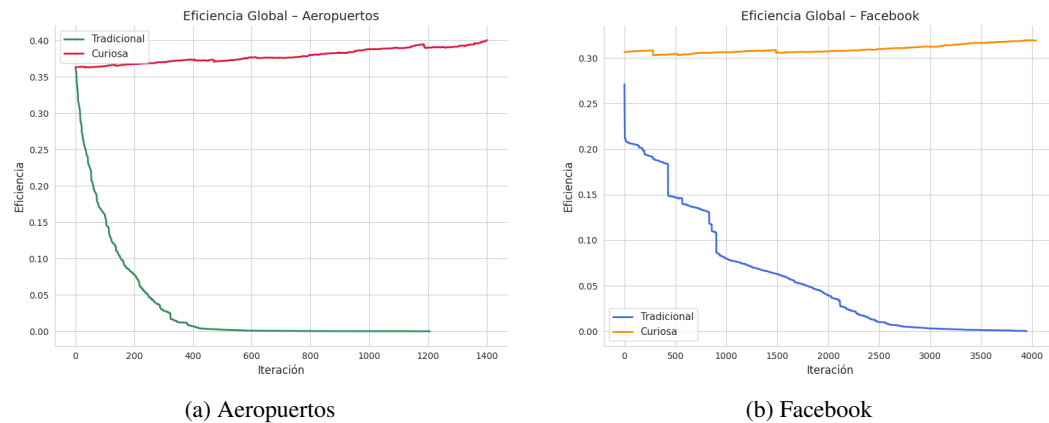 Eficiencia Global – Aeropuertos
Tradicional
Curiosa
0.40
0.35
0.30
0.25
0.20
0.15
0.10
0.05
0.00
Eficiencia
0 200 400 600 800 1000 1200 1400
Iteración
(a) Aeropuertos
Eficiencia Global – Facebook
0.30
0.25
0.20
0.15
0.10
0.05
0.00
Eficiencia
Tradicional
Curiosa
0 500 1000 1500 2000 2500 3000 3500 4000
Iteración
(b) Facebook